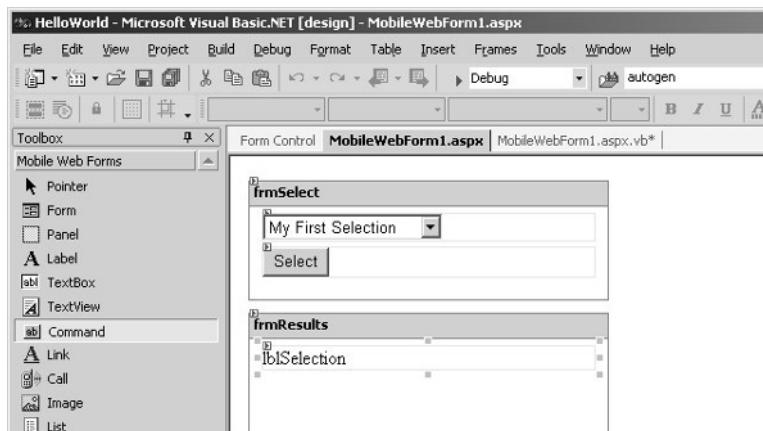 HelloWorld - Microsoft Visual Basic.NET [design] - MobileWebForm1.aspx
File Edit View Project Build Debug Format Table Insert Frames Tools Window Help
Debug autogen
B I U A
Toolbox
Form Control MobileWebForm1.aspx MobileWebForm1.aspx.vb*
Mobile Web Forms
Pointer
Form
Panel
A Label
abl TextBox
TextView
ab Command
A Link
Call
Image
List
frmSelect
My First Selection
Select
frmResults
lblSelection